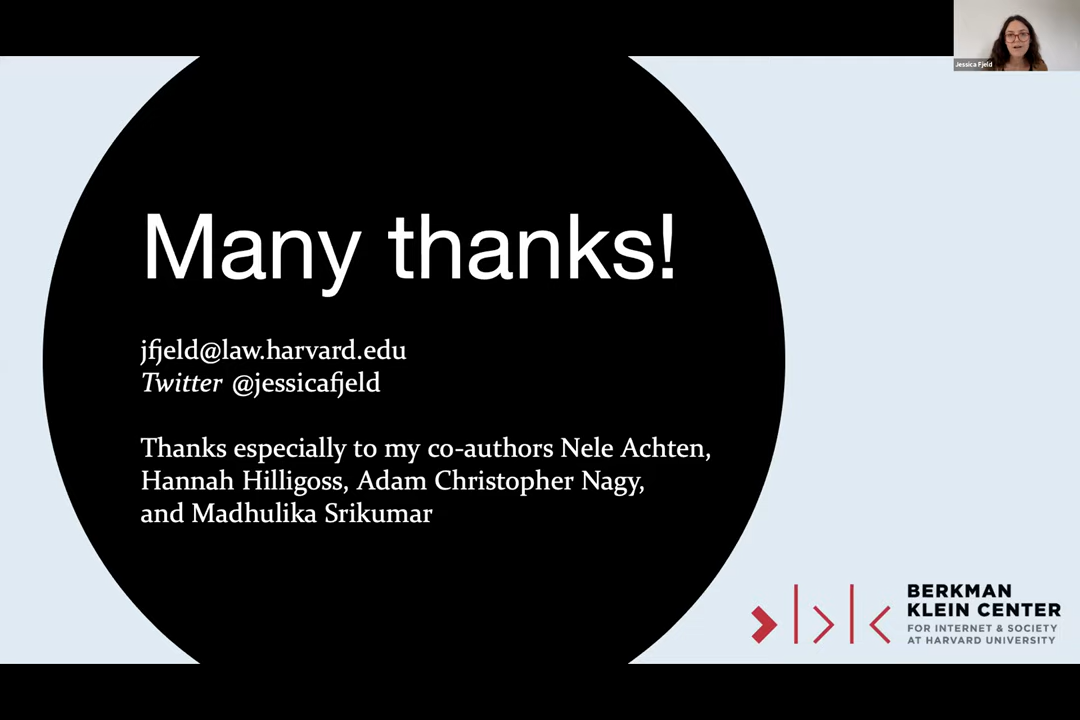 Jessica Fjeld
Many thanks!
jfjeld@law.harvard.edu
Twitter @jessicafjeld
Thanks especially to my co-authors Nele Achten,
Hannah Hilligoss, Adam Christopher Nagy,
and Madhulika Srikumar
BERKMAN
KLEIN CENTER
FOR INTERNET & SOCIETY
AT HARVARD UNIVERSITY